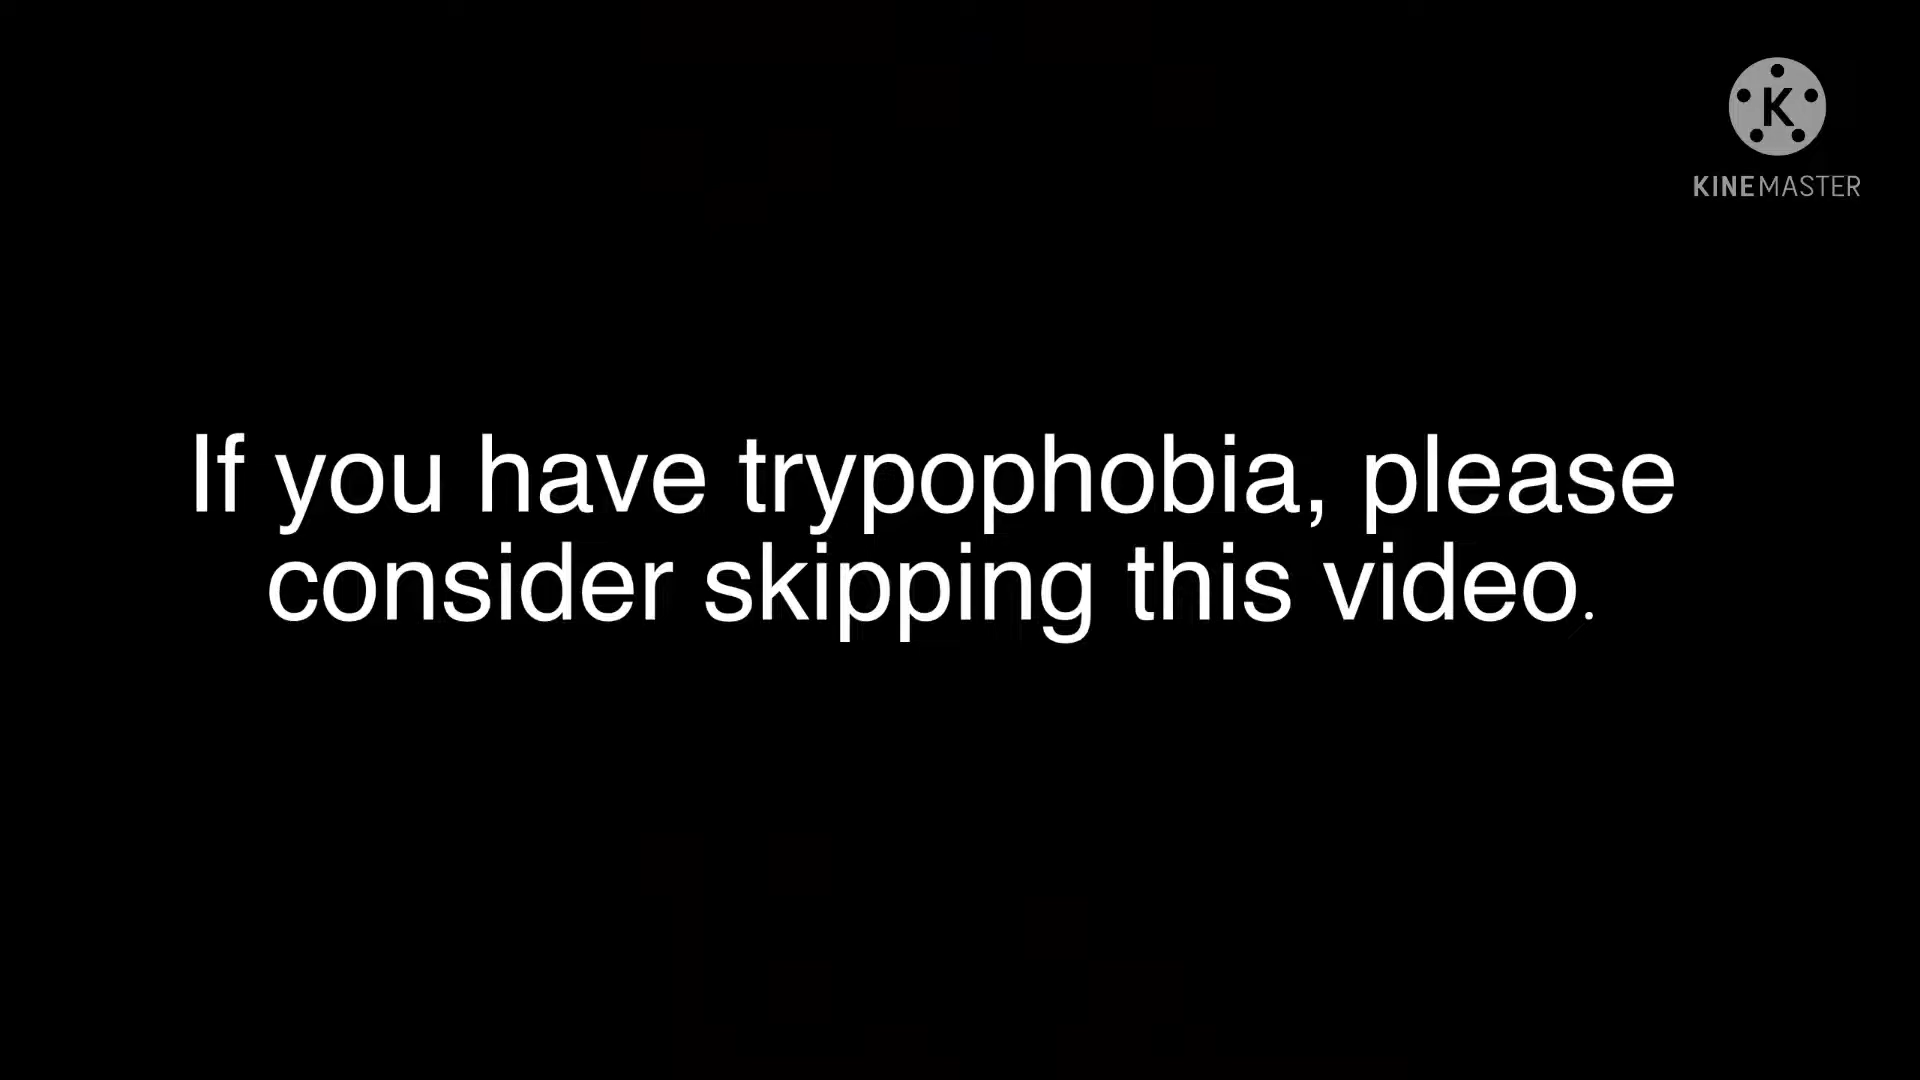 K
KINEMASTER
If you have trypophobia, please
consider skipping this video.